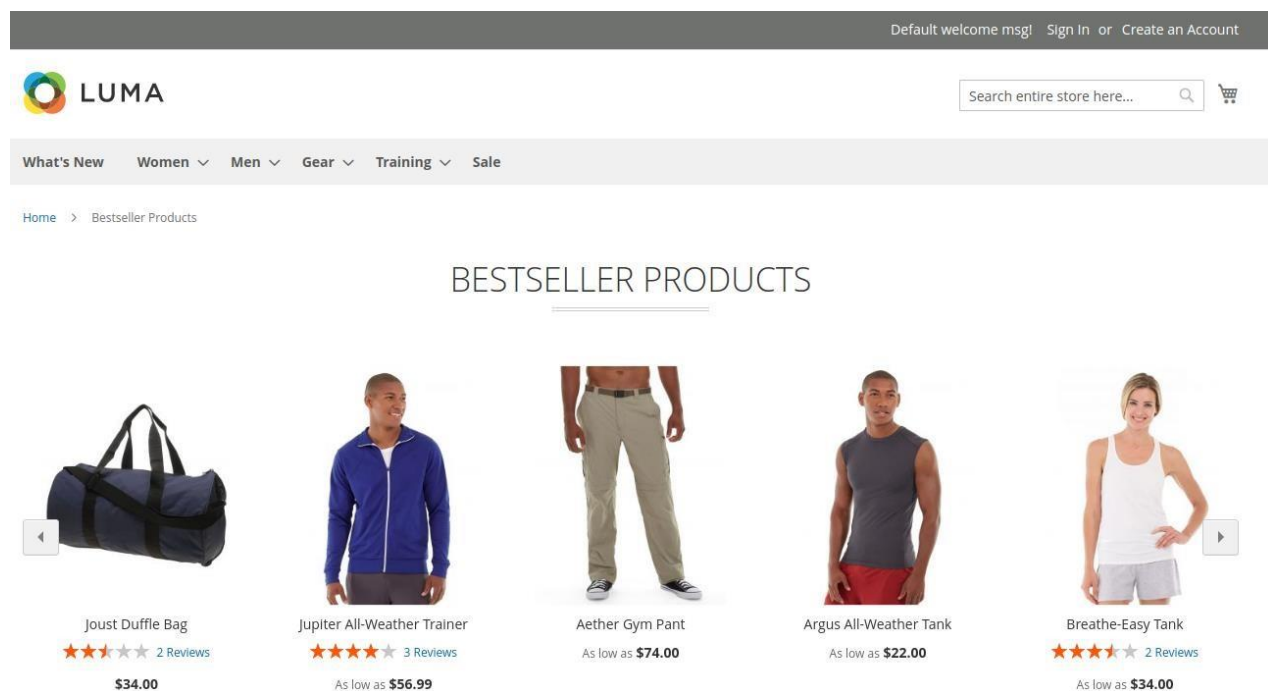 Default welcome msg! Sign In or Create an Account
LUMA
Search entire store here...
What's New Women Men Gear Training Sale
Home > Bestseller Products
BESTSELLER PRODUCTS
Joust Duffle Bag
2 Reviews
$34.00
Jupiter All-Weather Trainer
3 Reviews
As low as $56.99
Aether Gym Pant
As low as $74.00
Argus All-Weather Tank
As low as $22.00
Breathe-Easy Tank
2 Reviews
As low as $34.00